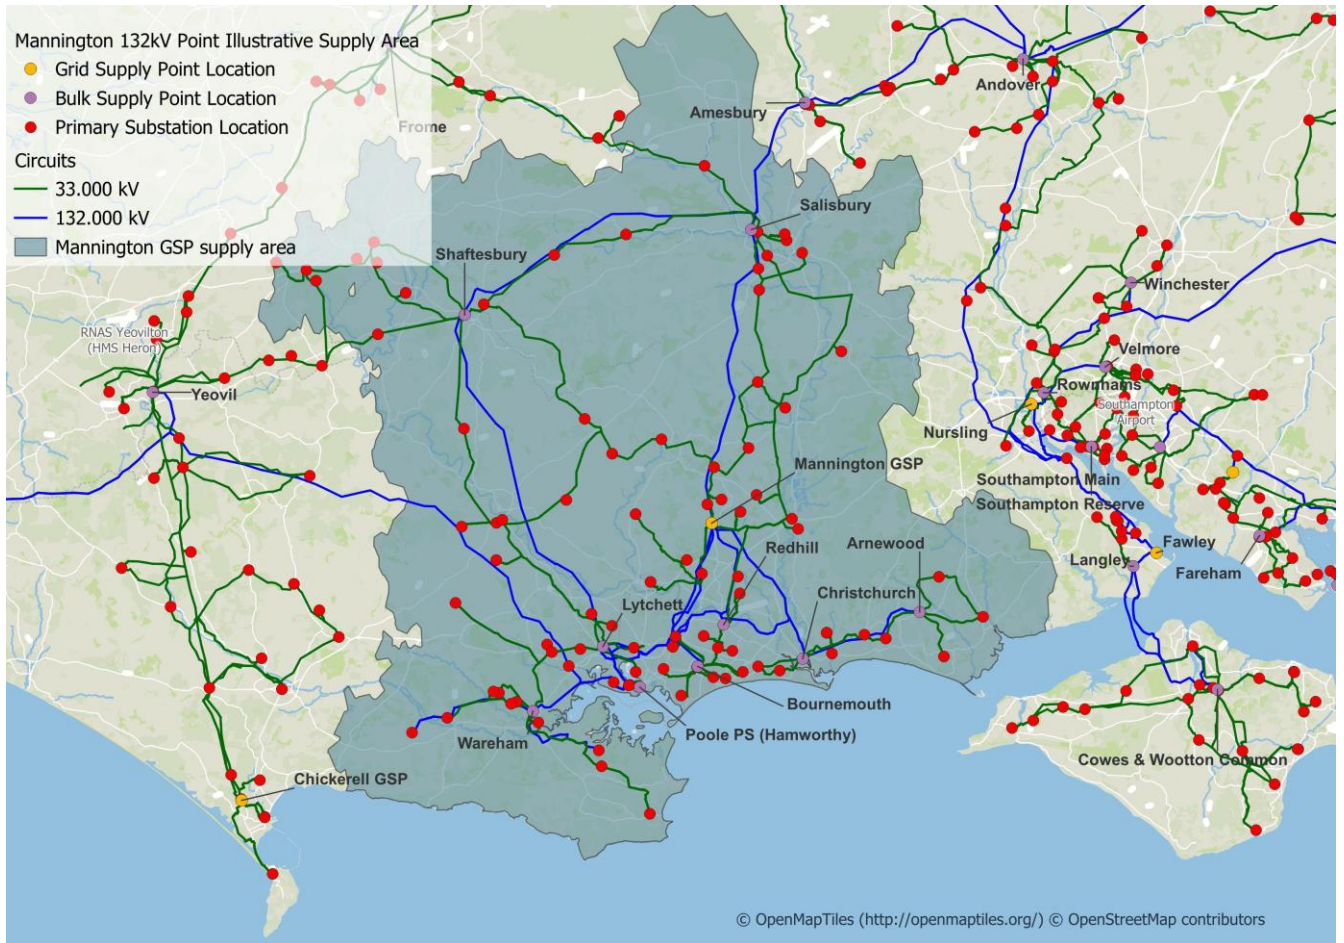 Mannington 132kV Point Illustrative Supply Area
Grid Supply Point Location
Bulk Supply Point Location
Primary Substation Location
Circuits
33.000 kV
132.000 kV
Mannington GSP supply area
Frome
Amesbury
Andover
Salisbury
Shaftesbury
Winchester
RNAS Yeovilton
(HMS Heron)
Velmore
Yeovil
Rownhams
Southampton
Airport
Nursling
Mannington GSP
Southampton Main
Southampton Reserve
Redhill
Arnewood
Fawley
Langley
Fareham
Lytchett
Christchurch
Bournemouth
Wareham
Poole PS (Hamworthy)
Cowes & Wootton Common
Chickerell GSP
© OpenMapTiles (http://openmaptiles.org/) © OpenStreetMap contributors